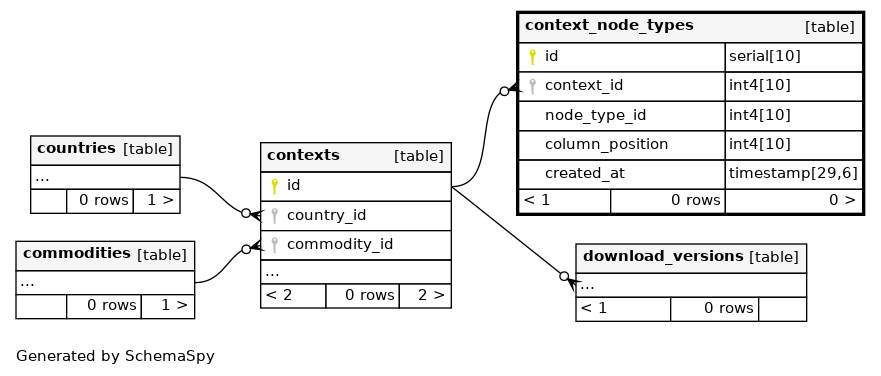 context_node_types [table]
id serial[10]
context_id int4[10]
node_type_id int4[10]
column_position int4[10]
created_at timestamp[29,6]
< 1 0 rows 0 >
countries [table]
...
0 rows 1 >
contexts [table]
id
country_id
commodity_id
...
< 2 0 rows 2 >
commodities [table]
...
0 rows 1 >
download_versions [table]
...
< 1 0 rows
Generated by SchemaSpy